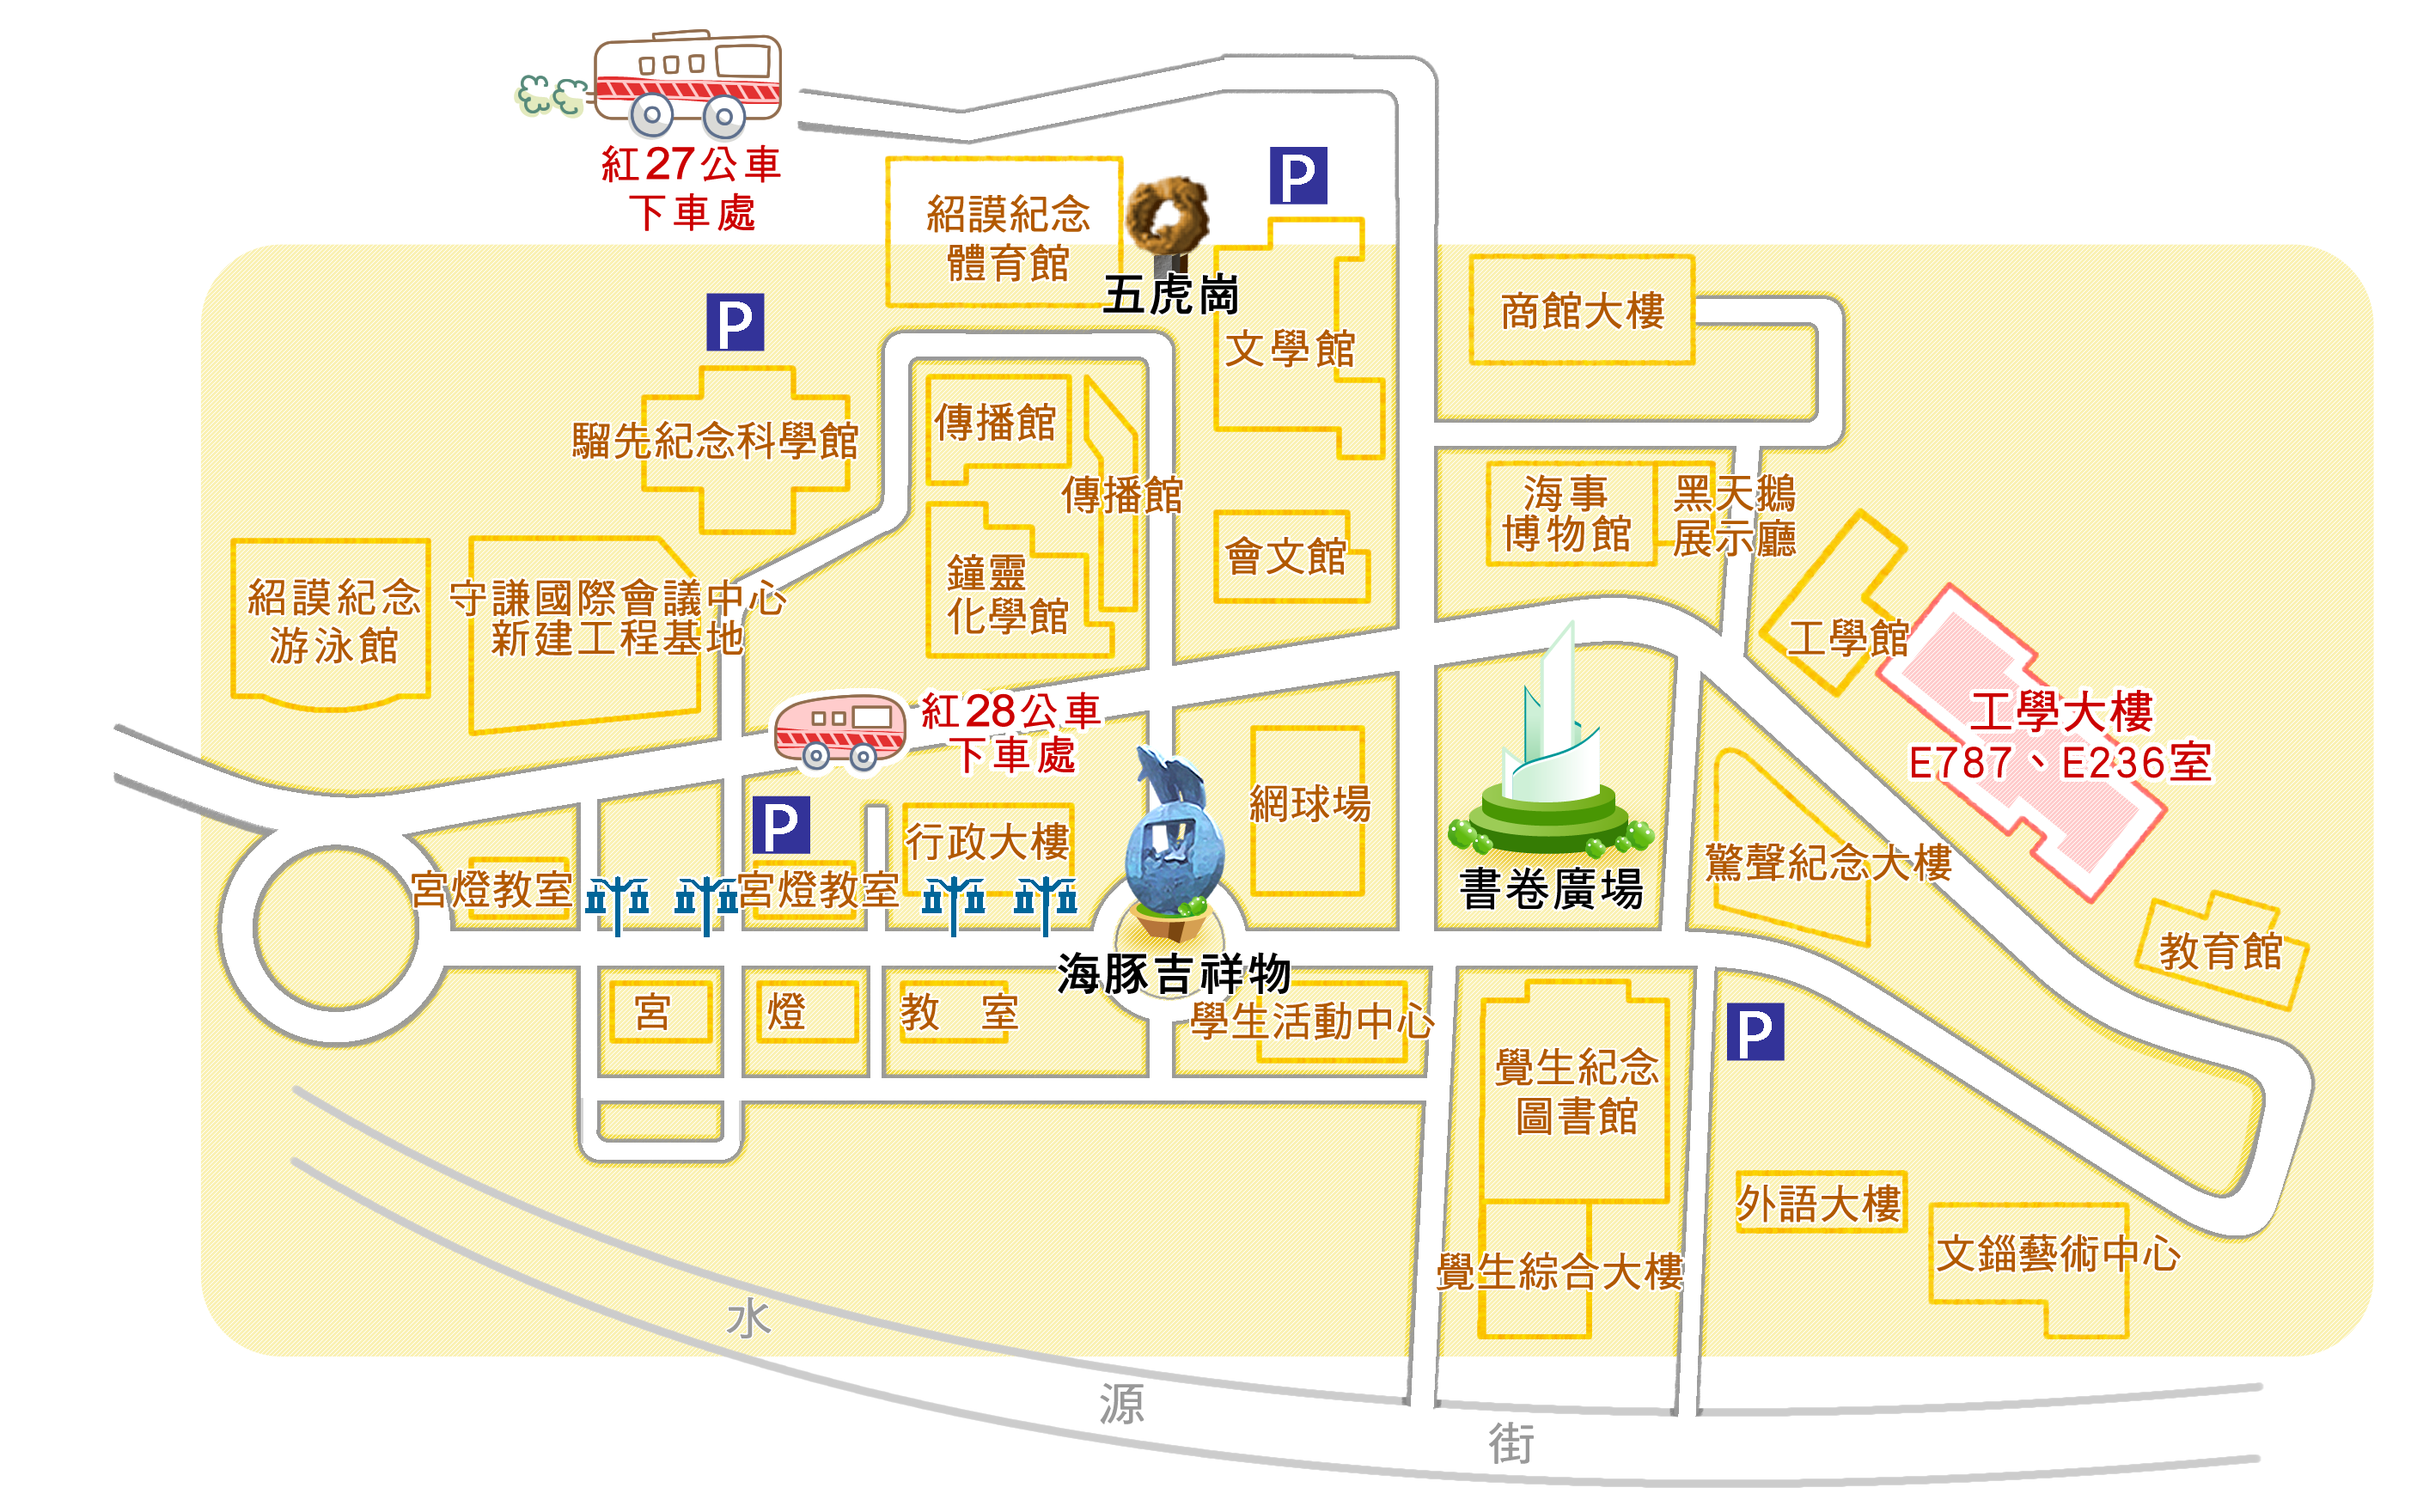 紅27公車
下車處
P
紹謨紀念
體育館
五虎崗
P
文學館
商館大樓
騮先紀念科學館
傳播館
傳播館
海事
博物館
黑天鵝
展示廳
紹謨紀念
游泳館
守謙國際會議中心
新建工程基地
鐘靈
化學館
會文館
工學館
紅28公車
下車處
工學大樓
E787、E236室
P
宮燈教室
宮燈教室
行政大樓
網球場
書卷廣場
驚聲紀念大樓
教育館
海豚吉祥物
宮
燈
教 室
學生活動中心
P
覺生紀念
圖書館
外語大樓
覺生綜合大樓
文錙藝術中心
水
源
街